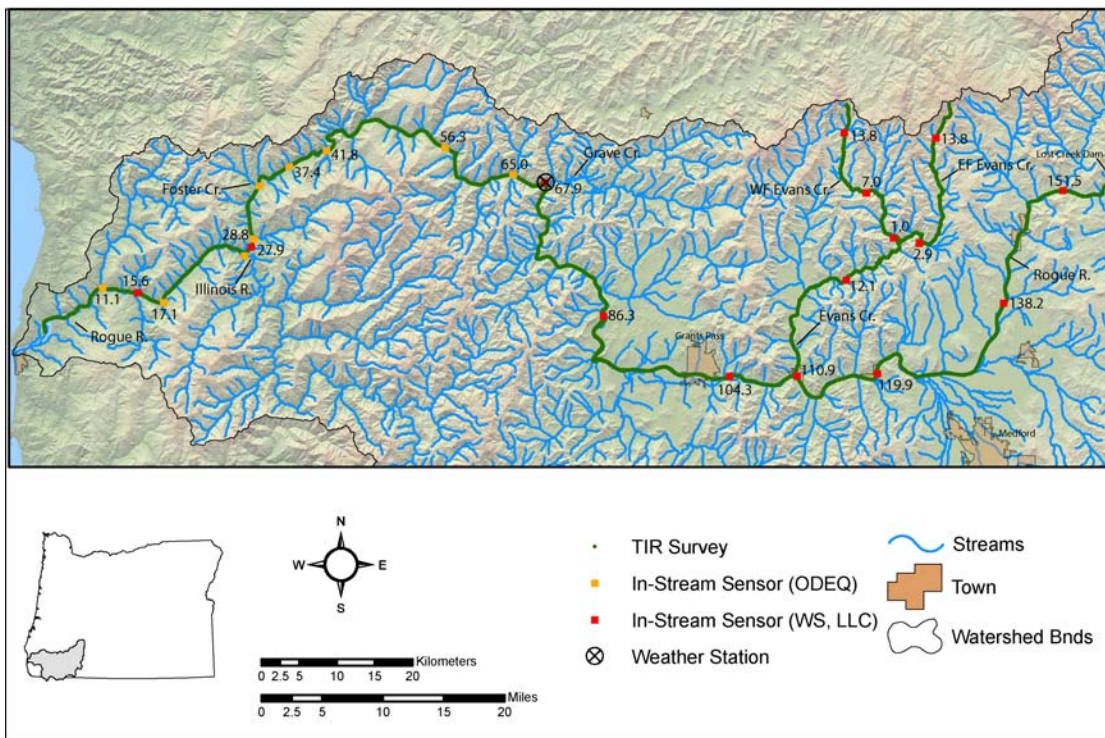 13.8
13.8
56.3
41.8
37.4
65.0
Grave Cr.
67.9
Foster Cr.
WF Evans Cr.
7.0
EF Evans Cr.
Lost Creek Dam
151.5
28.8
27.9
1.0
2.9
15.6
11.1
17.1
Illinois R.
12.1
Rogue R.
138.2
Rogue R.
86.3
Evans Cr.
Grants Pass
104.3
110.9
119.9
Medford
N
W E
S
Kilometers
0 2.5 5 10 15 20
Miles
0 2.5 5 10 15 20
TIR Survey
In-Stream Sensor (ODEQ)
In-Stream Sensor (WS, LLC)
Weather Station
Streams
Town
Watershed Bnds